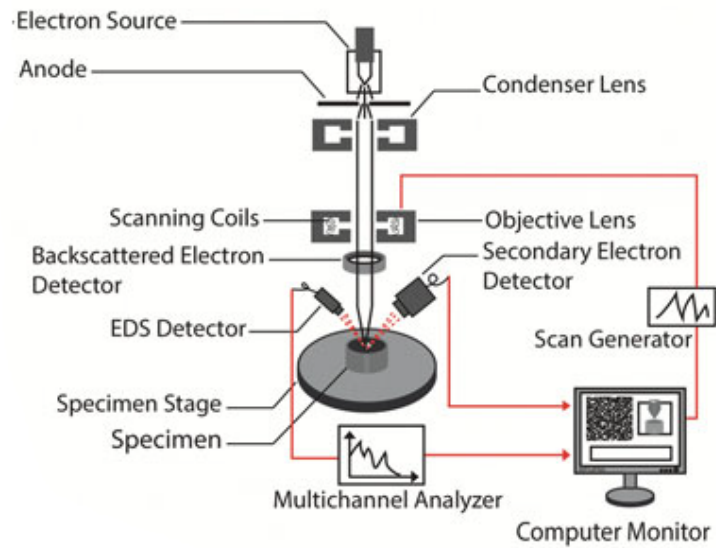 Electron Source
Anode
Condenser Lens
Scanning Coils
Objective Lens
Backscattered Electron
Detector
Secondary Electron
Detector
EDS Detector
Scan Generator
Specimen Stage
Specimen
Multichannel Analyzer
Computer Monitor